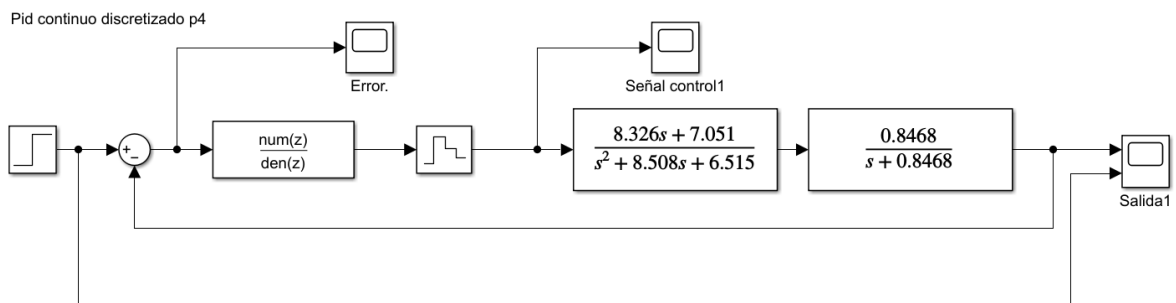 Pid continuo discretizado p4
Error.
Señal control1
+
−
num(z)
den(z)
8.326s + 7.051
s² + 8.508s + 6.515
0.8468
s + 0.8468
Salida1